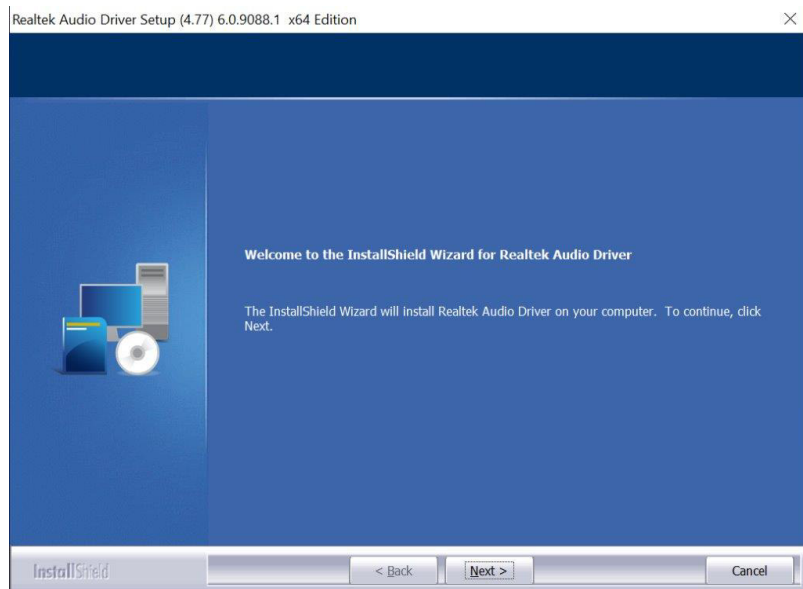 Realtek Audio Driver Setup (4.77) 6.0.9088.1 x64 Edition
Welcome to the InstallShield Wizard for Realtek Audio Driver
The InstallShield Wizard will install Realtek Audio Driver on your computer. To continue, click
Next.
InstallShield
< Back
Next >
Cancel